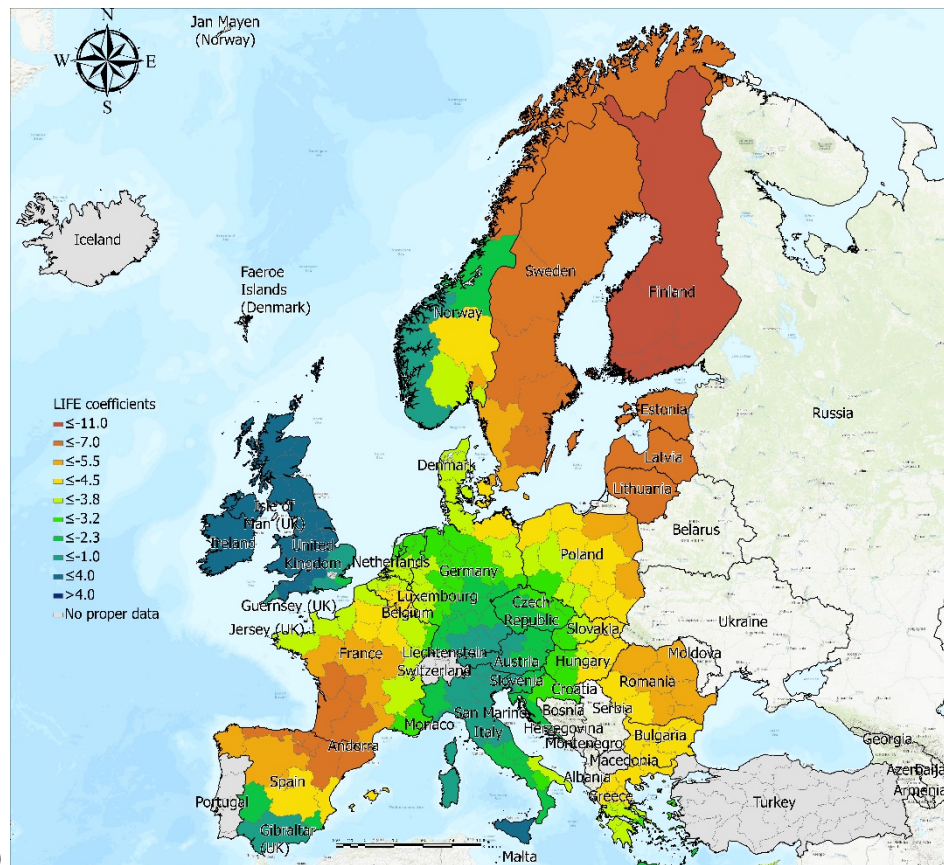 Jan Mayen
(Norway)
N
W
E
S
Iceland
Faeroe
Islands
(Denmark)
Sweden
Finland
Norway
Russia
LIFE coefficients
≤-11.0
≤-7.0
≤-5.5
≤-4.5
≤-3.8
≤-3.2
≤-2.3
≤-1.0
≤4.0
>4.0
No proper data
Estonia
Latvia
Lithuania
Denmark
Isle of
Man (UK)
Ireland
United
Kingdom
Belarus
Netherlands
Poland
Germany
Guernsey (UK)
Luxembourg
Belgium
Czech
Republic
Jersey (UK)
Slovakia
Ukraine
France
Liechtenstein
Switzerland
Austria
Hungary
Moldova
Slovenia
Croatia
Romania
Monaco
San Marino
Italy
Bosnia
Herzegovina
Serbia
Montenegro
Bulgaria
Andorra
Macedonia
Georgia
Albania
Armenia
Spain
Greece
Portugal
Turkey
Gibraltar
(UK)
Malta